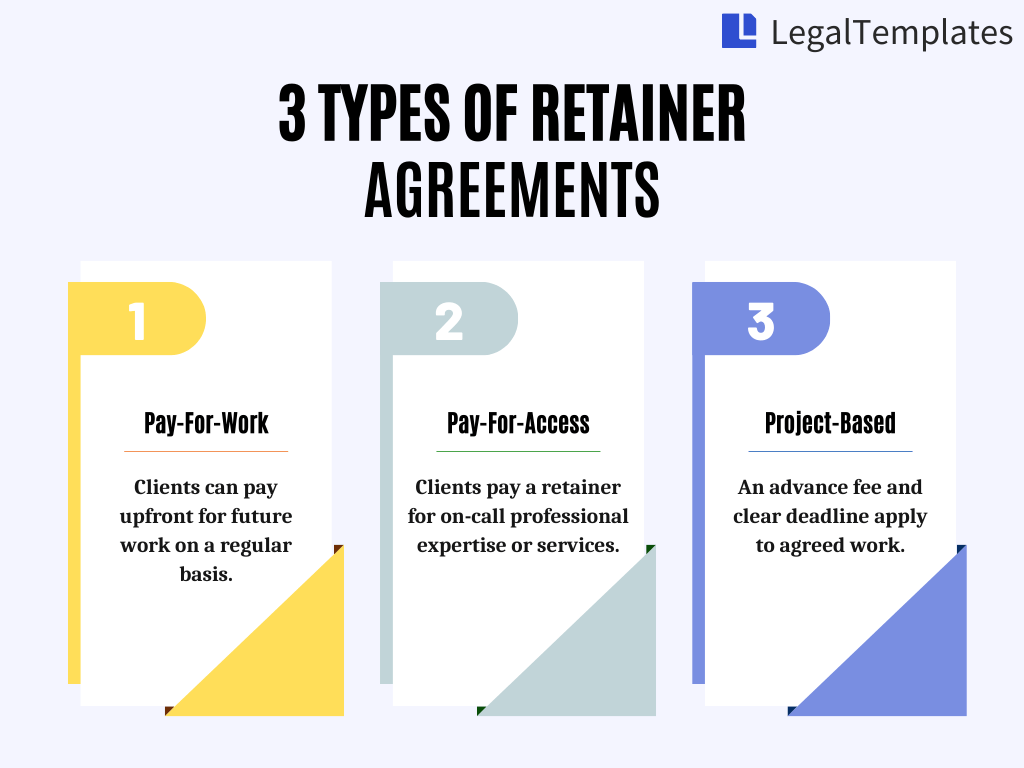 LegalTemplates
3 TYPES OF RETAINER
AGREEMENTS
1
Pay-For-Work
Clients can pay
upfront for future
work on a regular
basis.
2
Pay-For-Access
Clients pay a retainer
for on-call professional
expertise or services.
3
Project-Based
An advance fee and
clear deadline apply
to agreed work.